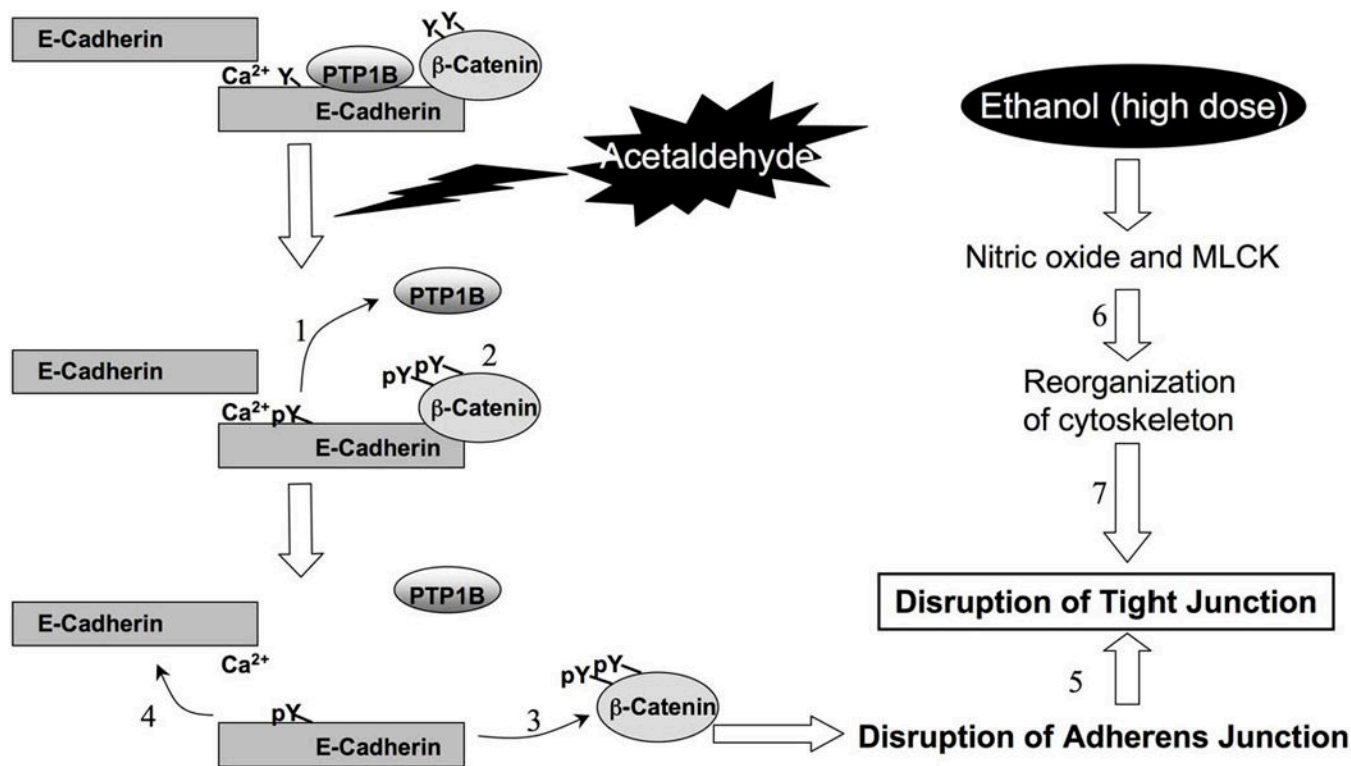 E-Cadherin
Ca²⁺ Y PTP1B Y Y β-Catenin
E-Cadherin
Acetaldehyde
Ethanol (high dose)
Nitric oxide and MLCK
1
PTP1B
E-Cadherin
pY pY 2
Ca²⁺ pY β-Catenin
E-Cadherin
6
Reorganization
of cytoskeleton
7
PTP1B
E-Cadherin
Ca²⁺
4
pY
E-Cadherin
3
pY pY
β-Catenin
Disruption of Tight Junction
5
Disruption of Adherens Junction